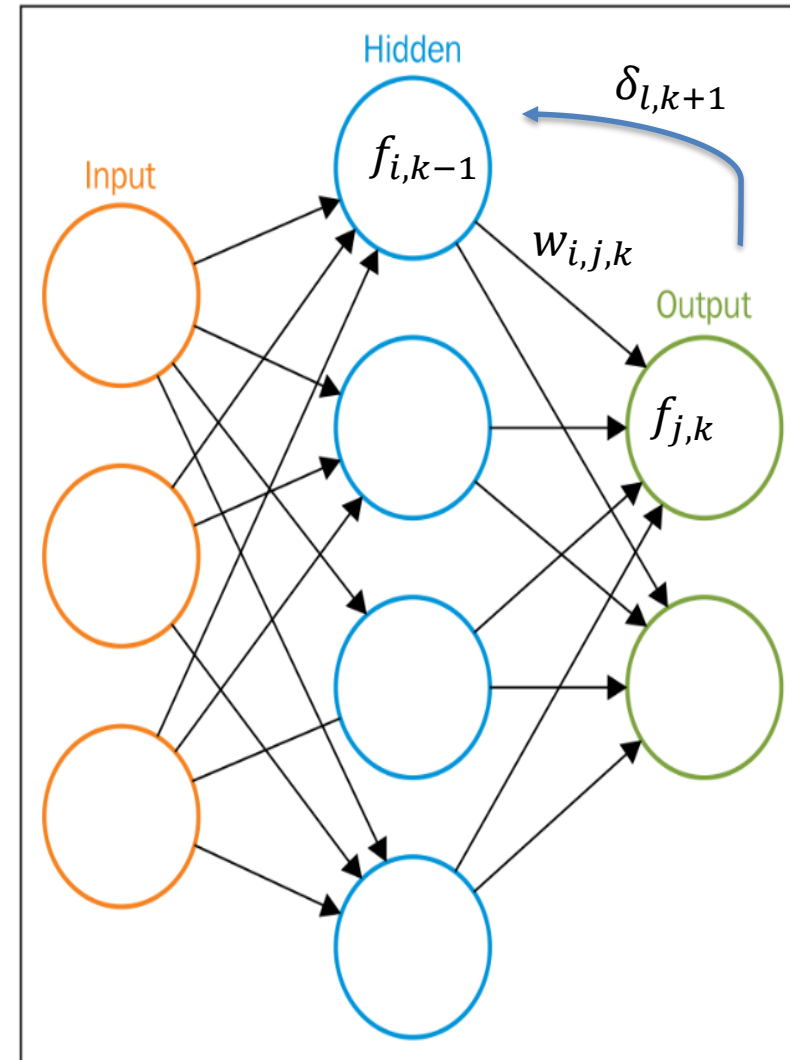 Hidden
δ_{l,k+1}
f_{i,k−1}
Input
w_{i,j,k}
Output
f_{j,k}